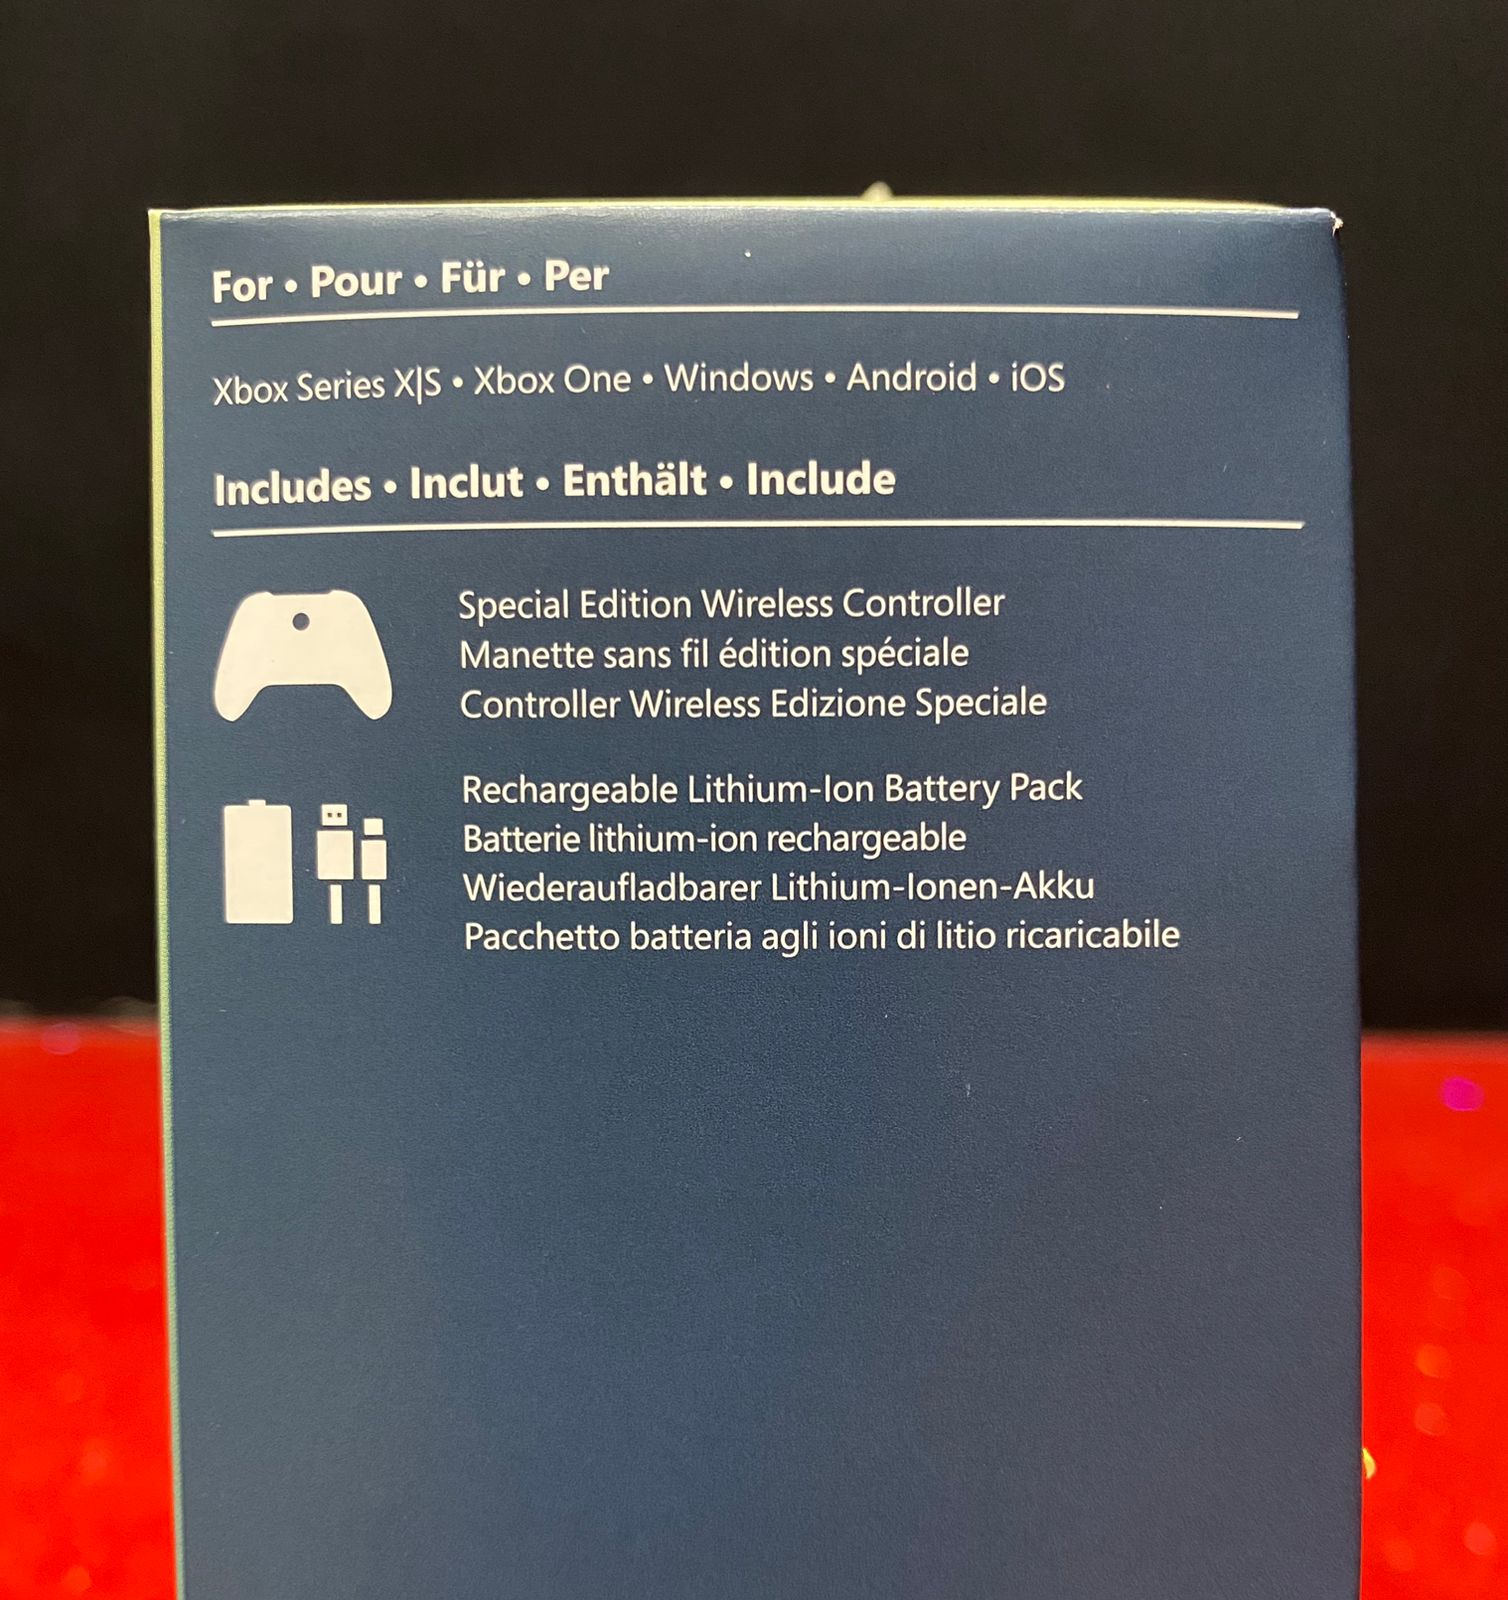 For • Pour • Für • Per
Xbox Series X|S • Xbox One • Windows • Android • iOS
Includes • Inclut • Enthält • Include
Special Edition Wireless Controller
Manette sans fil édition spéciale
Controller Wireless Edizione Speciale
Rechargeable Lithium-Ion Battery Pack
Batterie lithium-ion rechargeable
Wiederaufladbarer Lithium-Ionen-Akku
Pacchetto batteria agli ioni di litio ricaricabile